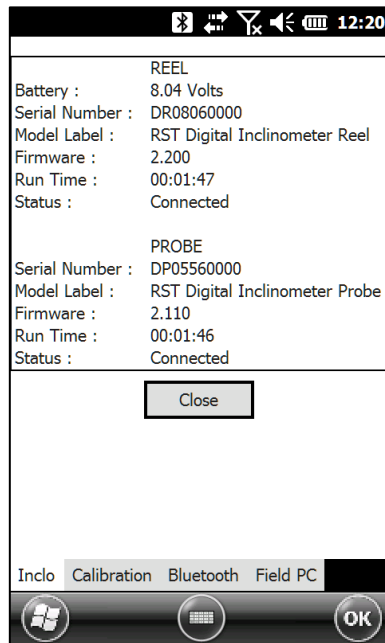 12:20
REEL
Battery : 8.04 Volts
Serial Number : DR08060000
Model Label : RST Digital Inclinometer Reel
Firmware : 2.200
Run Time : 00:01:47
Status : Connected
PROBE
Serial Number : DP05560000
Model Label : RST Digital Inclinometer Probe
Firmware : 2.110
Run Time : 00:01:46
Status : Connected
Close
Inclo Calibration Bluetooth Field PC
OK